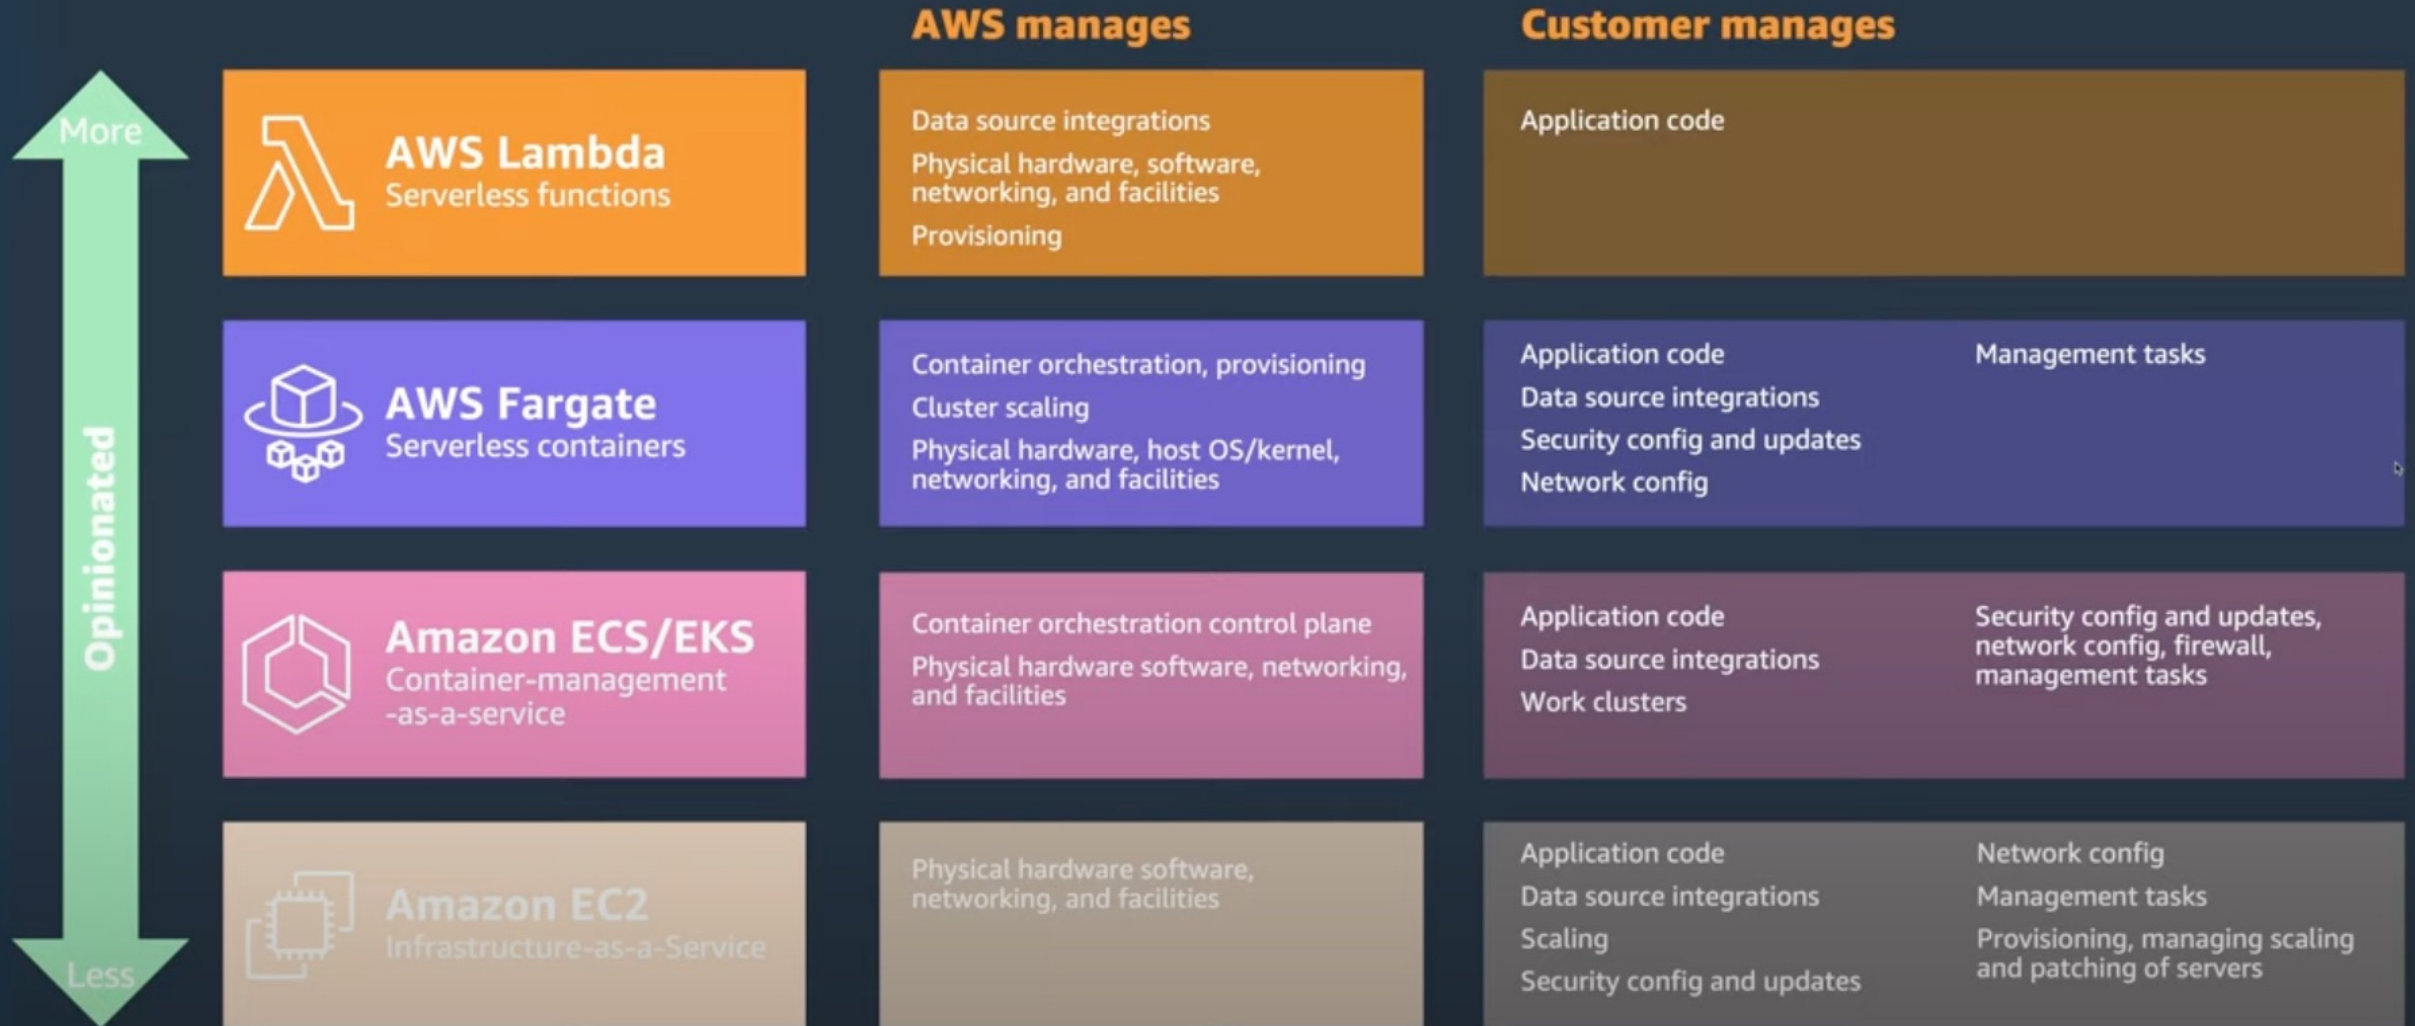 AWS manages
Customer manages
More
Opinionated
Less
AWS Lambda
Serverless functions
Data source integrations
Physical hardware, software,
networking, and facilities
Provisioning
Application code
AWS Fargate
Serverless containers
Container orchestration, provisioning
Cluster scaling
Physical hardware, host OS/kernel,
networking, and facilities
Application code
Data source integrations
Security config and updates
Network config
Management tasks
Amazon ECS/EKS
Container-management
-as-a-service
Container orchestration control plane
Physical hardware software, networking,
and facilities
Application code
Data source integrations
Work clusters
Security config and updates,
network config, firewall,
management tasks
Amazon EC2
Infrastructure-as-a-Service
Physical hardware software,
networking, and facilities
Application code
Data source integrations
Scaling
Security config and updates
Network config
Management tasks
Provisioning, managing scaling
and patching of servers